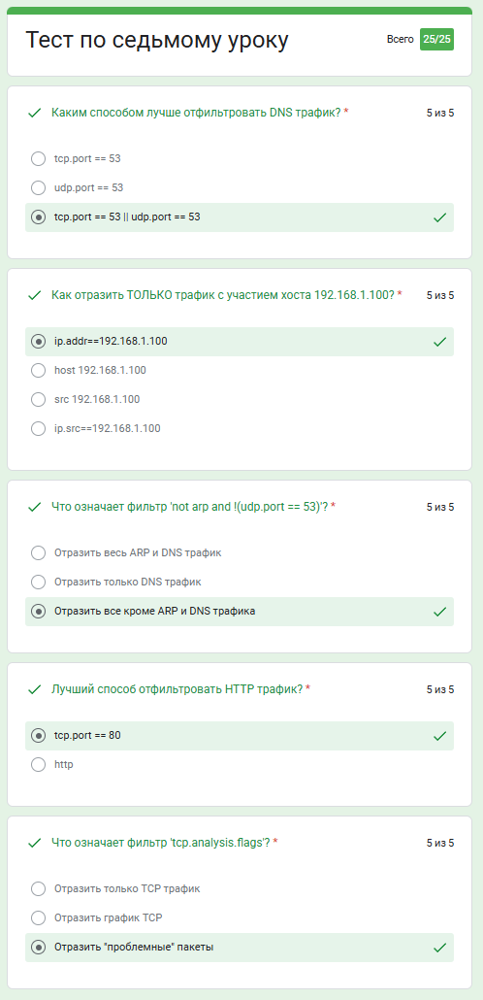 Тест по седьмому уроку
Всего 25/25
Каким способом лучше отфильтровать DNS трафик? *
5 из 5
tcp.port == 53
udp.port == 53
tcp.port == 53 || udp.port == 53
Как отразить ТОЛЬКО трафик с участием хоста 192.168.1.100? *
5 из 5
ip.addr==192.168.1.100
host 192.168.1.100
src 192.168.1.100
ip.src==192.168.1.100
Что означает фильтр 'not arp and !(udp.port == 53)'? *
5 из 5
Отразить весь ARP и DNS трафик
Отразить только DNS трафик
Отразить все кроме ARP и DNS трафика
Лучший способ отфильтровать HTTP трафик? *
5 из 5
tcp.port == 80
http
Что означает фильтр 'tcp.analysis.flags'? *
5 из 5
Отразить только TCP трафик
Отразить график TCP
Отразить "проблемные" пакеты